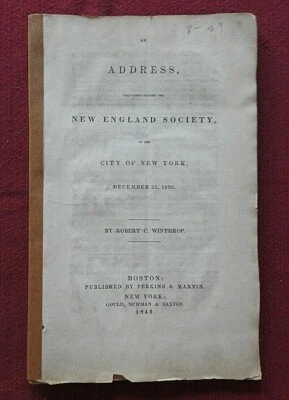 AN
ADDRESS,
DELIVERED BEFORE THE
NEW ENGLAND SOCIETY,
IN THE
CITY OF NEW YORK,
DECEMBER 23, 1839.
BY ROBERT C. WINTHROP.
BOSTON:
PUBLISHED BY PERKINS & MARVIN.
NEW YORK:
GOULD, NEWMAN & SAXTON.
1840.